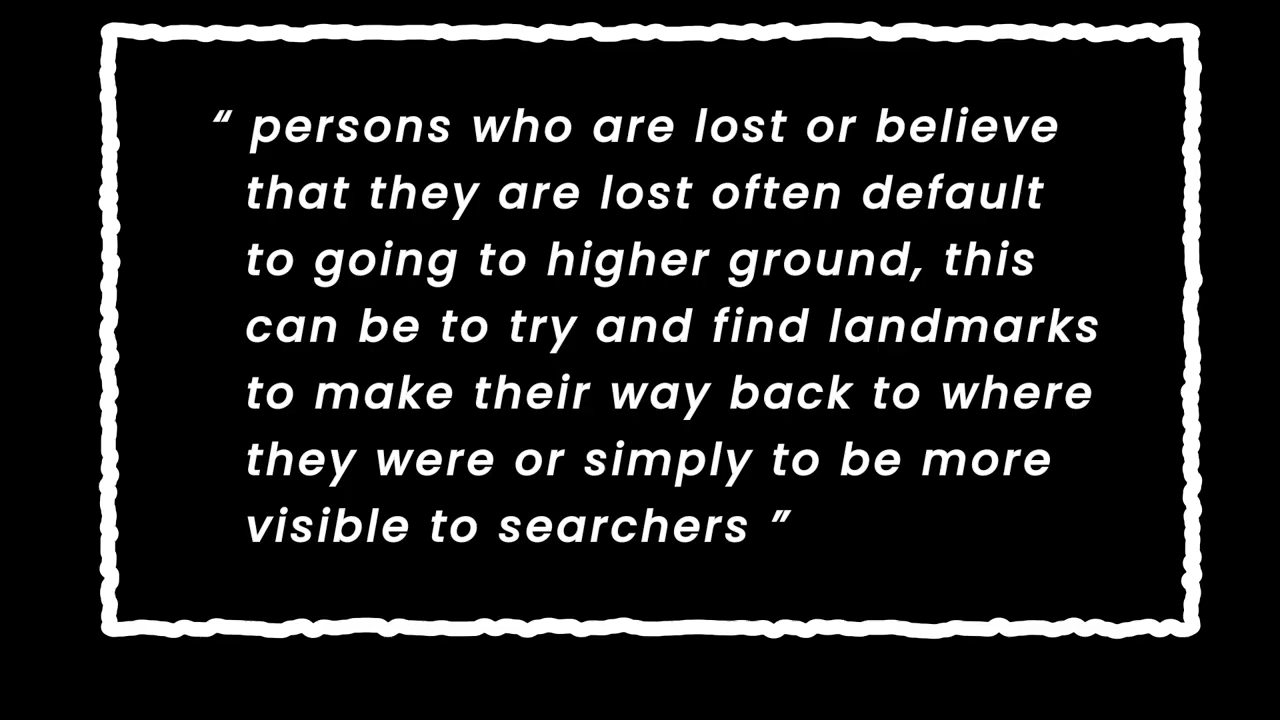 “ persons who are lost or believe
that they are lost often default
to going to higher ground, this
can be to try and find landmarks
to make their way back to where
they were or simply to be more
visible to searchers ”